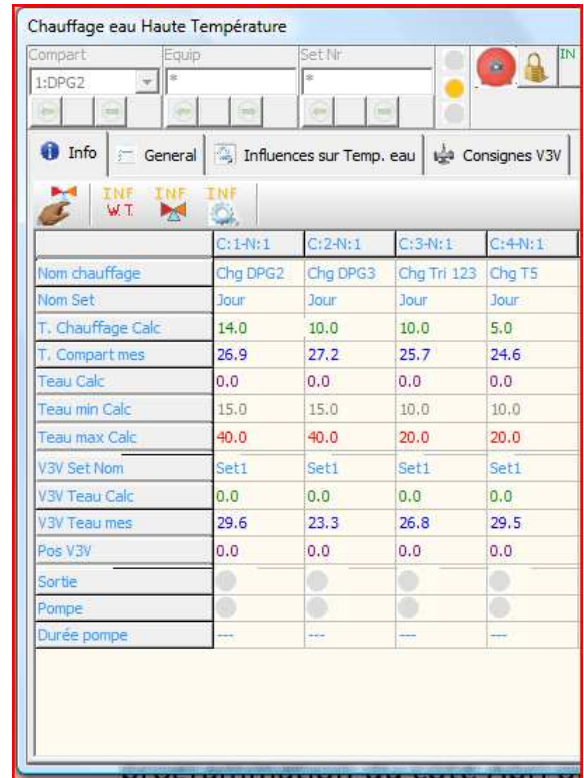 Chauffage eau Haute Température
Compart Equip Set Nr IN
1:DPG2 * *
Info General Influences sur Temp. eau Consignes V3V
INF W.T. INF INF
C:1-N:1 C:2-N:1 C:3-N:1 C:4-N:1
Nom chauffage Chg DPG2 Chg DPG3 Chg Tri 123 Chg T5
Nom Set Jour Jour Jour Jour
T. Chauffage Calc 14.0 10.0 10.0 5.0
T. Compart mes 26.9 27.2 25.7 24.6
Teau Calc 0.0 0.0 0.0 0.0
Teau min Calc 15.0 15.0 10.0 10.0
Teau max Calc 40.0 40.0 20.0 20.0
V3V Set Nom Set1 Set1 Set1 Set1
V3V Teau Calc 0.0 0.0 0.0 0.0
V3V Teau mes 29.6 23.3 26.8 29.5
Pos V3V 0.0 0.0 0.0 0.0
Sortie
Pompe
Durée pompe --- --- --- ---